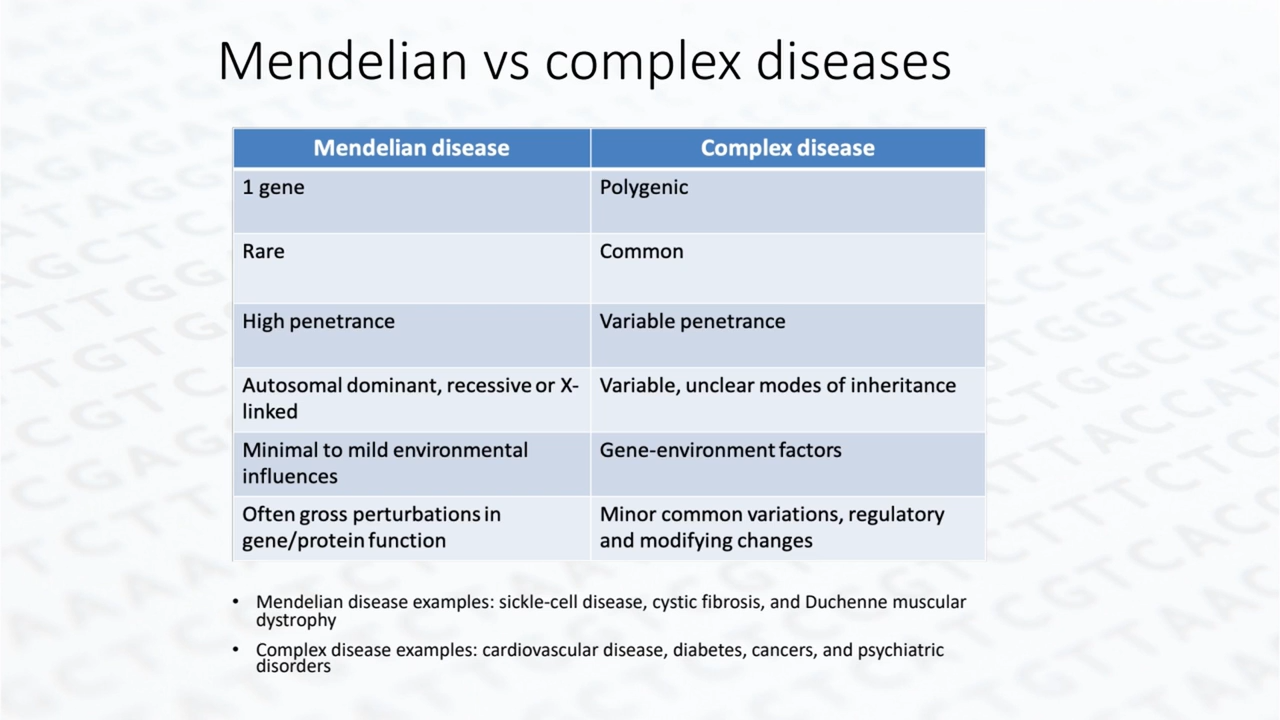 Mendelian vs complex diseases
Mendelian disease
Complex disease
1 gene
Polygenic
Rare
Common
High penetrance
Variable penetrance
Autosomal dominant, recessive or X-
linked
Variable, unclear modes of inheritance
Minimal to mild environmental
influences
Gene-environment factors
Often gross perturbations in
gene/protein function
Minor common variations, regulatory
and modifying changes
• Mendelian disease examples: sickle-cell disease, cystic fibrosis, and Duchenne muscular
dystrophy
• Complex disease examples: cardiovascular disease, diabetes, cancers, and psychiatric
disorders